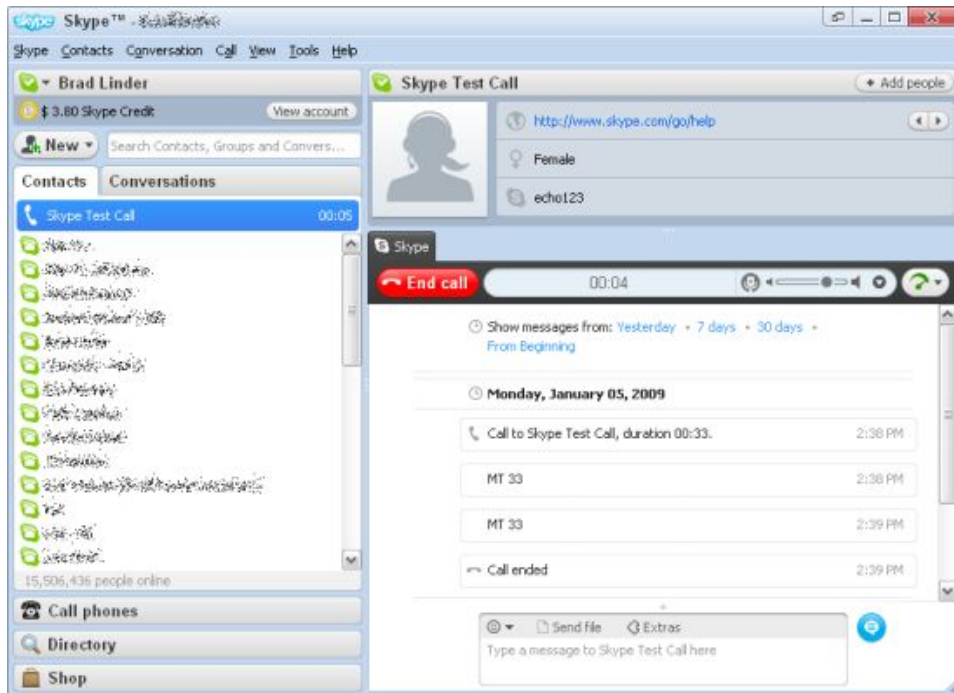 skype Skype™ -
Skype Contacts Conversation Call View Tools Help
Brad Linder
$ 3.80 Skype Credit View account
New Search Contacts, Groups and Convers...
Contacts Conversations
Skype Test Call 00:05
15,506,436 people online
Call phones
Directory
Shop
Skype Test Call + Add people
http://www.skype.com/go/help
Female
echo123
Skype
End call 00:04
Show messages from: Yesterday • 7 days • 30 days •
From Beginning
Monday, January 05, 2009
Call to Skype Test Call, duration 00:33. 2:38 PM
MT 33 2:38 PM
MT 33 2:39 PM
Call ended 2:39 PM
Send file Extras
Type a message to Skype Test Call here